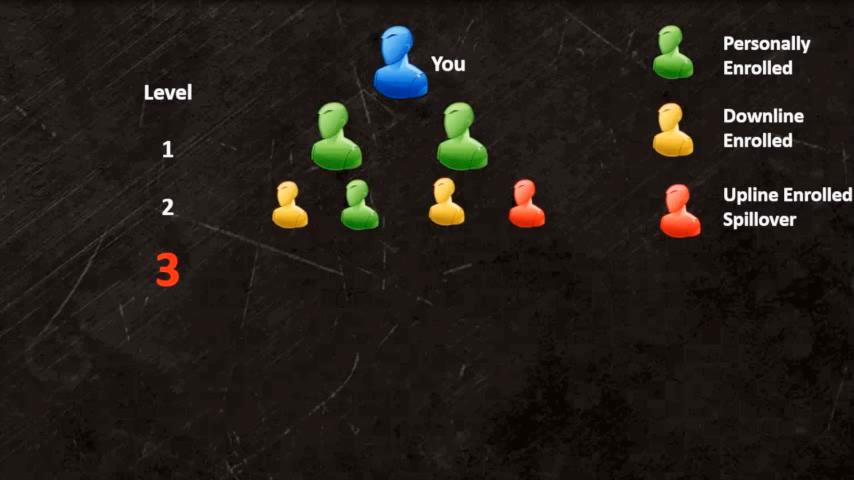 You
Level
1
2
3
Personally
Enrolled
Downline
Enrolled
Upline Enrolled
Spillover